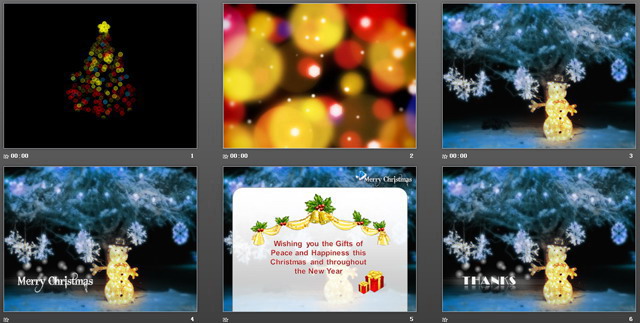 00:00
1
00:00
2
00:00
3
Merry Christmas
4
Merry Christmas
Wishing you the Gifts of
Peace and Happiness this
Christmas and throughout
the New Year
5
THANKS
6